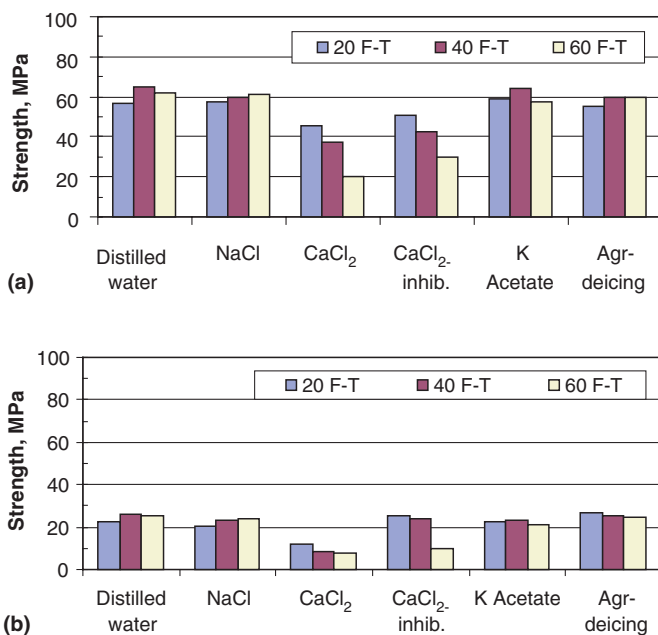 100
80
60
40
20
0
Strength, MPa
20 F-T 40 F-T 60 F-T
Distilled water
NaCl
CaCl2
CaCl2-inhib.
K Acetate
Agr-deicing
(a)
100
80
60
40
20
0
Strength, MPa
20 F-T 40 F-T 60 F-T
Distilled water
NaCl
CaCl2
CaCl2-inhib.
K Acetate
Agr-deicing
(b)